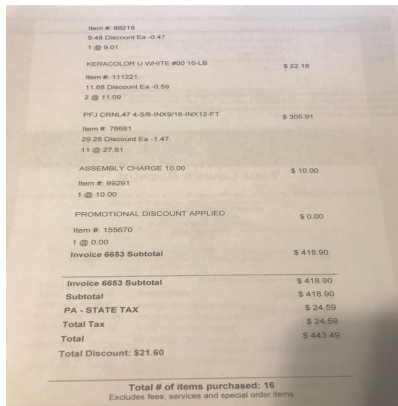 Item #: 86219
9.48 Discount Ea -0.47
1 @ 9.01
KERACOLOR U WHITE #00 10-LB $ 22.18
Item #: 111221
11.68 Discount Ea -0.59
2 @ 11.09
PFJ CRNL47 4-5/8-INX9/16-INX12-FT $ 305.91
Item #: 78681
29.28 Discount Ea -1.47
11 @ 27.81
ASSEMBLY CHARGE 10.00 $ 10.00
Item #: 99291
1 @ 10.00
PROMOTIONAL DISCOUNT APPLIED $ 0.00
Item #: 155670
1 @ 0.00
Invoice 6653 Subtotal $ 418.90
Invoice 6653 Subtotal $ 418.90
Subtotal $ 418.90
PA - STATE TAX $ 24.59
Total Tax $ 24.59
Total $ 443.49
Total Discount: $21.60
Total # of items purchased: 16
Excludes fees, services and special order items